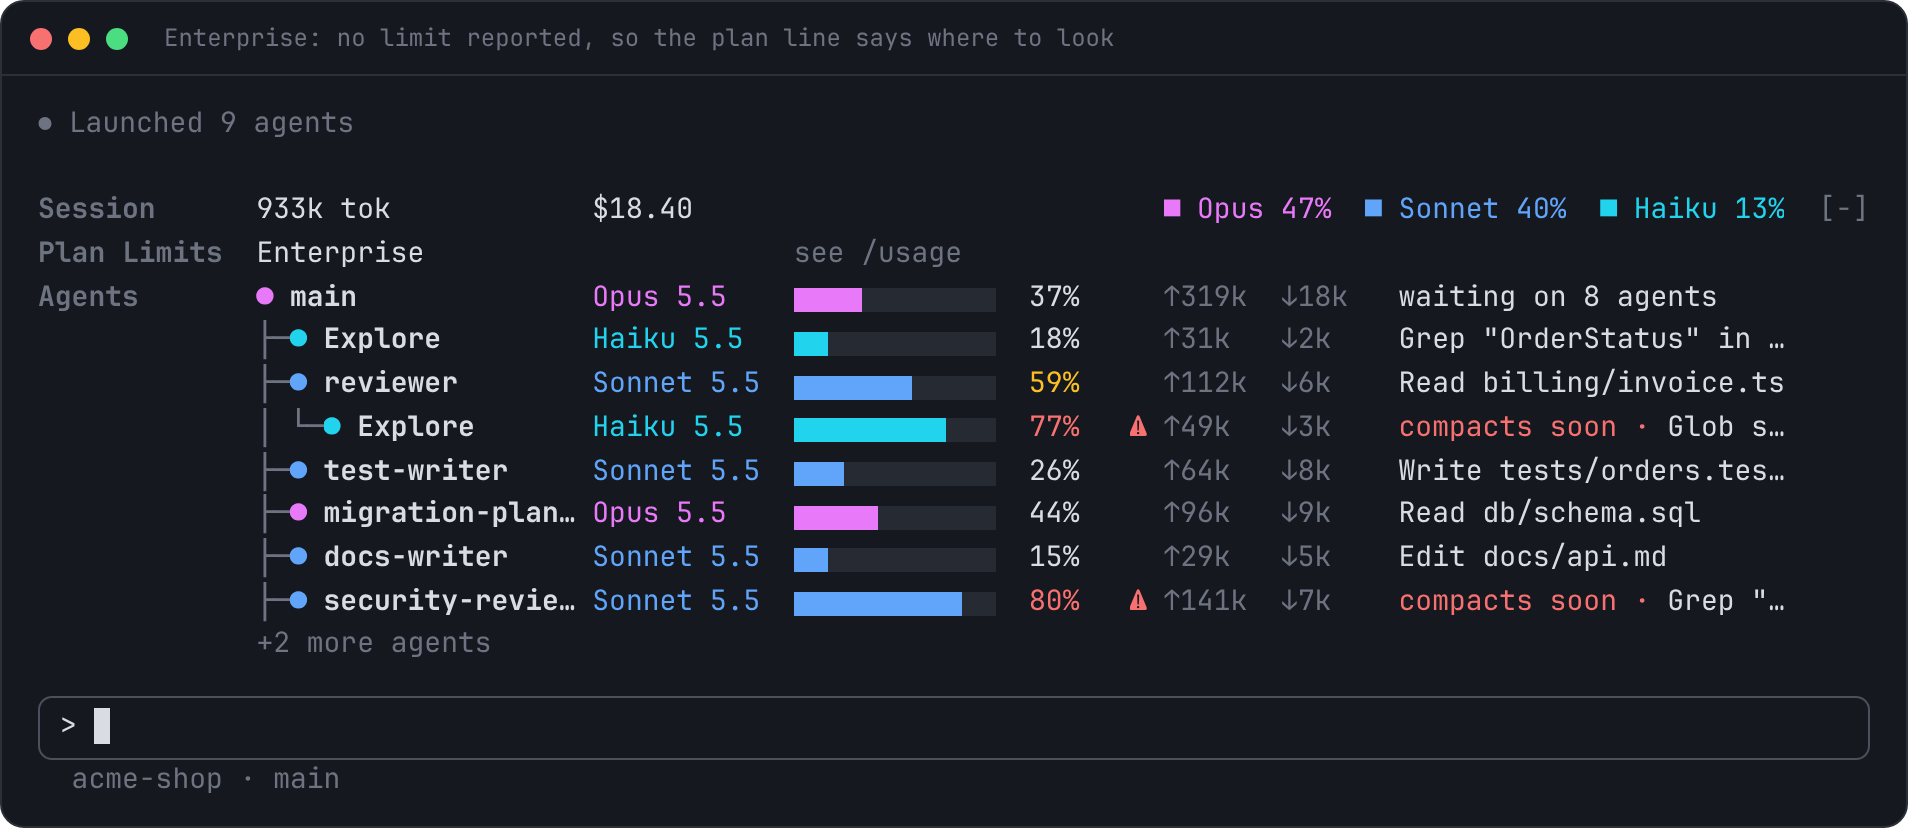 Enterprise: no limit reported, so the plan line says where to look
● Launched 9 agents
Session 933k tok $18.40 ■ Opus 47% ■ Sonnet 40% ■ Haiku 13% [-]
Plan Limits Enterprise see /usage
Agents ● main Opus 5.5 37% ↑319k ↓18k waiting on 8 agents
├─● Explore Haiku 5.5 18% ↑31k ↓2k Grep "OrderStatus" in …
├─● reviewer Sonnet 5.5 59% ↑112k ↓6k Read billing/invoice.ts
│ └─● Explore Haiku 5.5 77% ⚠ ↑49k ↓3k compacts soon · Glob s…
├─● test-writer Sonnet 5.5 26% ↑64k ↓8k Write tests/orders.tes…
├─● migration-plan… Opus 5.5 44% ↑96k ↓9k Read db/schema.sql
├─● docs-writer Sonnet 5.5 15% ↑29k ↓5k Edit docs/api.md
├─● security-revie… Sonnet 5.5 80% ⚠ ↑141k ↓7k compacts soon · Grep "…
+2 more agents
>
acme-shop · main